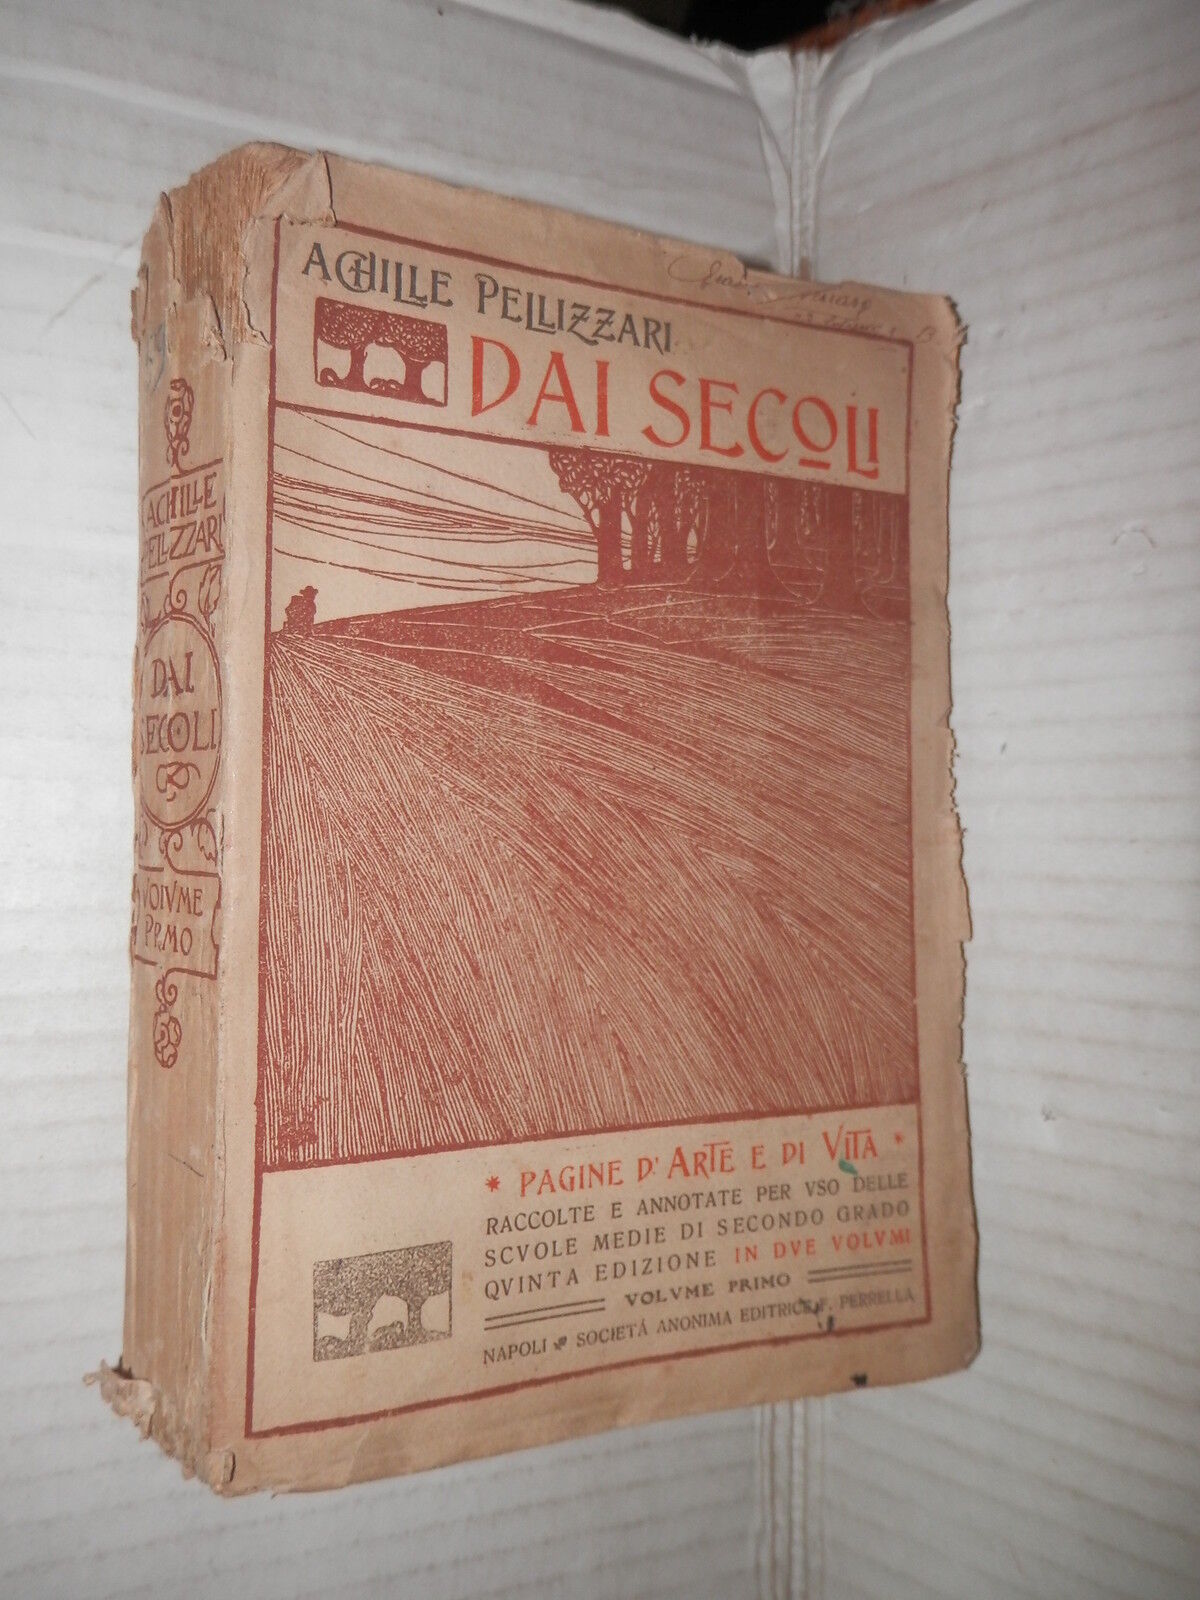 ACHILLE PELLIZZARI
DAI SECOLI
* PAGINE D'ARTE E DI VITA *
RACCOLTE E ANNOTATE PER VSO DELLE
SCVOLE MEDIE DI SECONDO GRADO
QVINTA EDIZIONE IN DVE VOLVMI
VOLVME PRIMO
NAPOLI SOCIETÁ ANONIMA EDITRICE F. PERRELLA
ACHILLE
PELLIZZARI
DAI
SECOLI
VOLVME
PRIMO